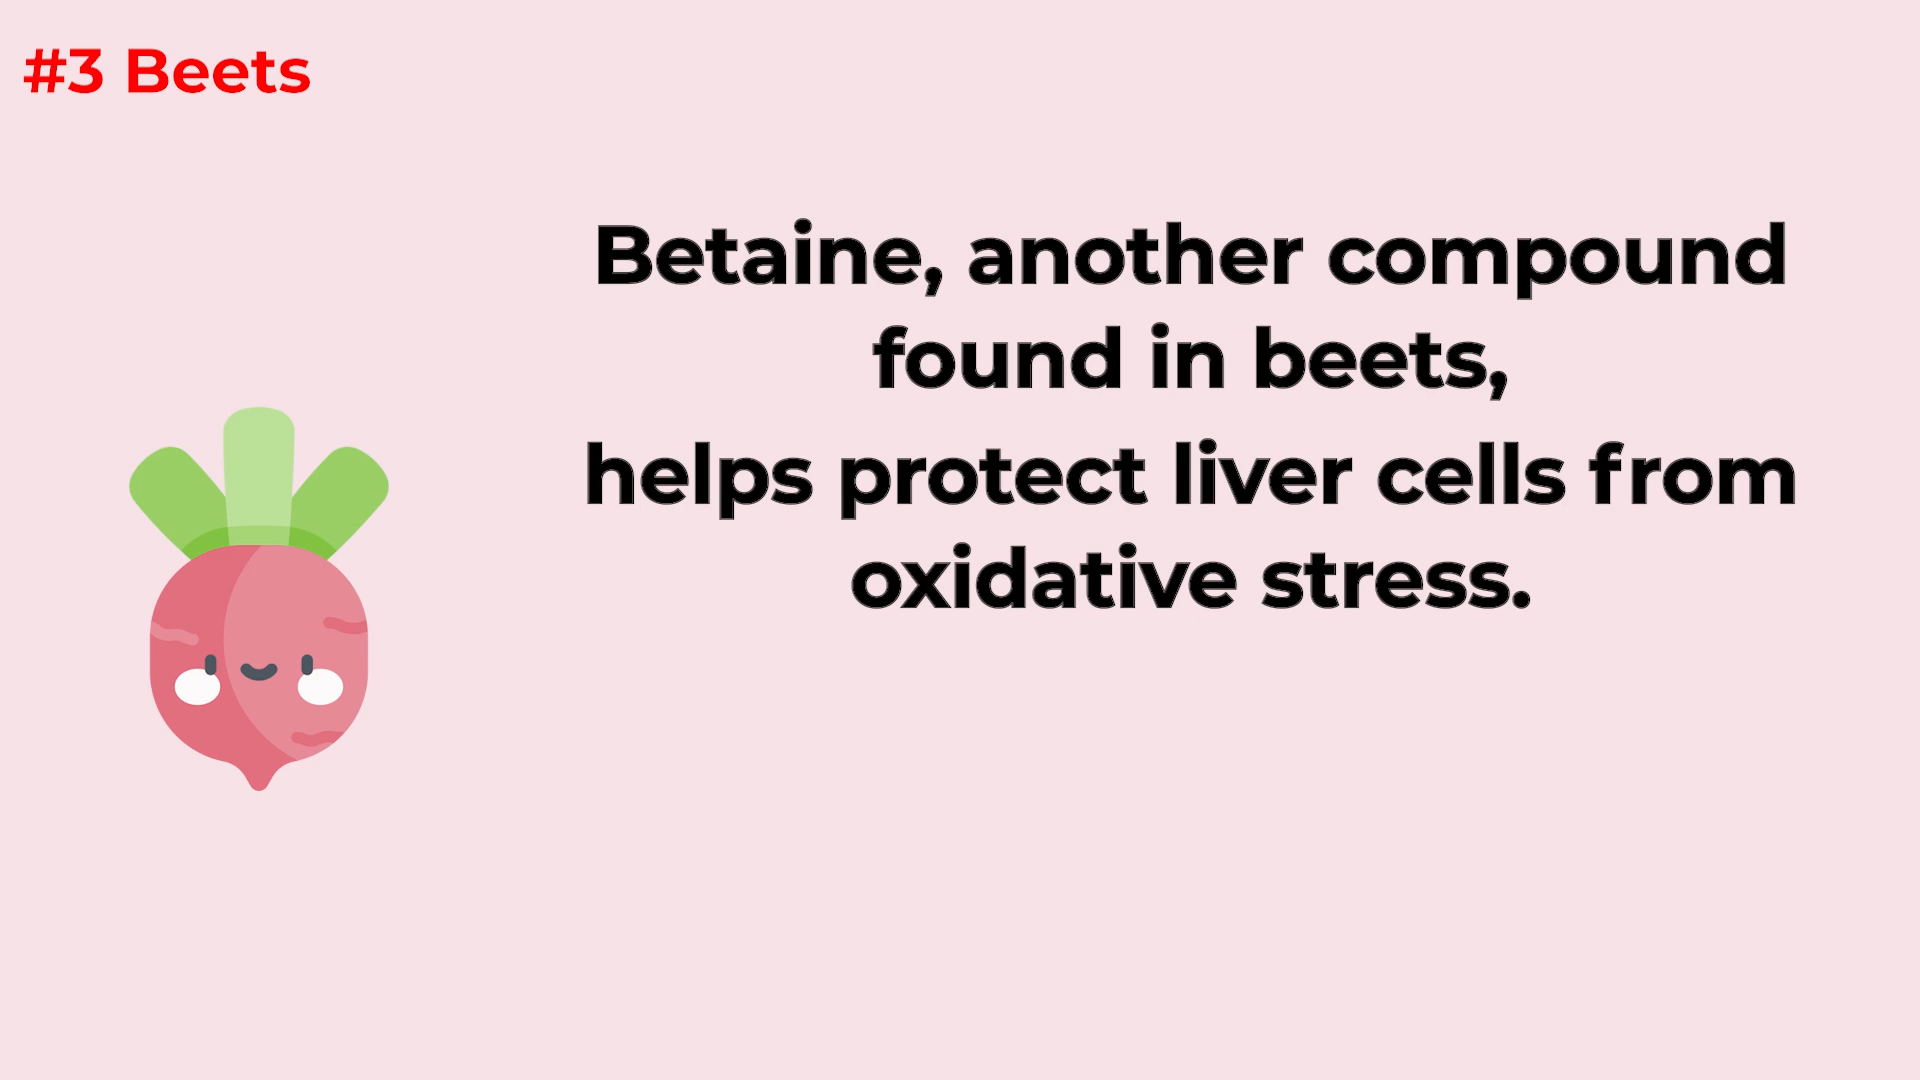 #3 Beets
Betaine, another compound
found in beets,
helps protect liver cells from
oxidative stress.